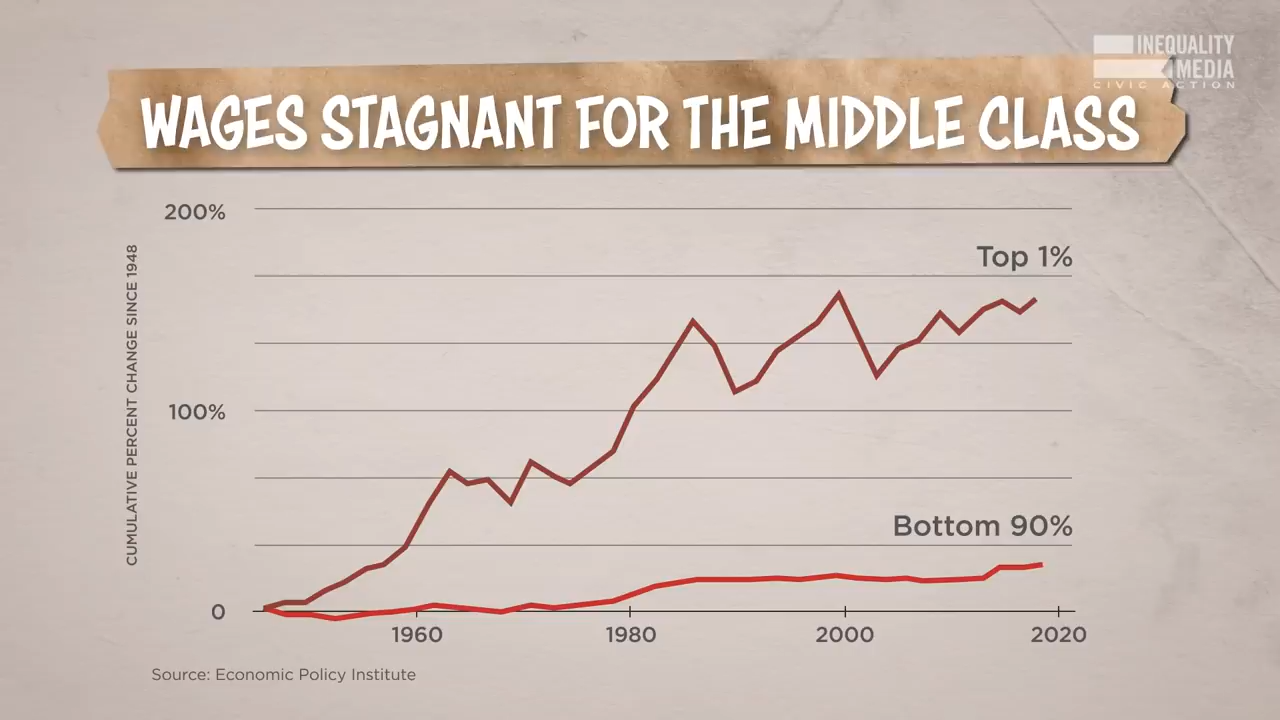 INEQUALITY
MEDIA
CIVIC ACTION
WAGES STAGNANT FOR THE MIDDLE CLASS
200%
Top 1%
CUMULATIVE PERCENT CHANGE SINCE 1948
100%
Bottom 90%
0
1960 1980 2000 2020
Source: Economic Policy Institute